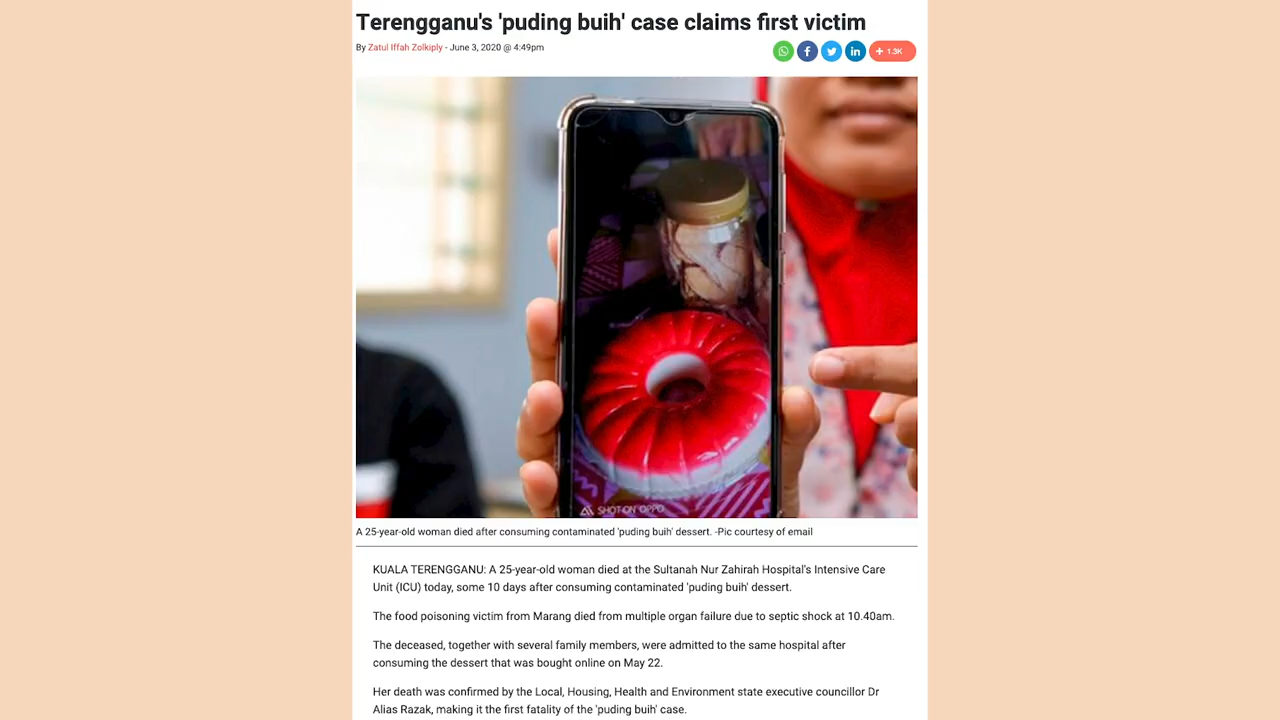 Terengganu's 'puding buih' case claims first victim
By Zatul Iffah Zolkiply - June 3, 2020 @ 4:49pm
+ 1.3K
SHOT ON OPPO
A 25-year-old woman died after consuming contaminated 'puding buih' dessert. -Pic courtesy of email
KUALA TERENGGANU: A 25-year-old woman died at the Sultanah Nur Zahirah Hospital's Intensive Care
Unit (ICU) today, some 10 days after consuming contaminated 'puding buih' dessert.
The food poisoning victim from Marang died from multiple organ failure due to septic shock at 10.40am.
The deceased, together with several family members, were admitted to the same hospital after
consuming the dessert that was bought online on May 22.
Her death was confirmed by the Local, Housing, Health and Environment state executive councillor Dr
Alias Razak, making it the first fatality of the 'puding buih' case.